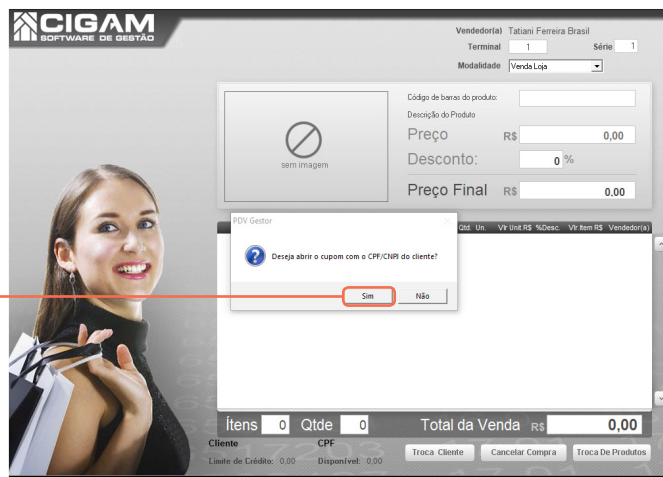 CIGAM
SOFTWARE DE GESTÃO
Vendedor(a) Tatiani Ferreira Brasil
Terminal 1 Série 1
Modalidade Venda Loja
Código de barras do produto:
Descrição do Produto
Preço R$ 0,00
sem imagem
Desconto: 0 %
Preço Final R$ 0,00
Qtd. Un. Vlr Unit.R$ %Desc. Vlr.Item R$ Vendedor(a)
PDV Gestor
Deseja abrir o cupom com o CPF/CNPJ do cliente?
Sim Não
Ítens 0 Qtde 0 Total da Venda R$ 0,00
Cliente CPF
Limite de Crédito: 0,00 Disponível: 0,00
Troca Cliente Cancelar Compra Troca De Produtos